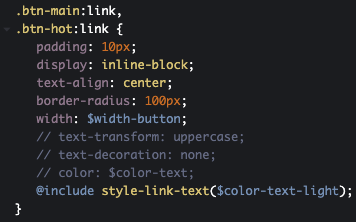 .btn-main:link,
.btn-hot:link {
padding: 10px;
display: inline-block;
text-align: center;
border-radius: 100px;
width: $width-button;
// text-transform: uppercase;
// text-decoration: none;
// color: $color-text;
@include style-link-text($color-text-light);
}